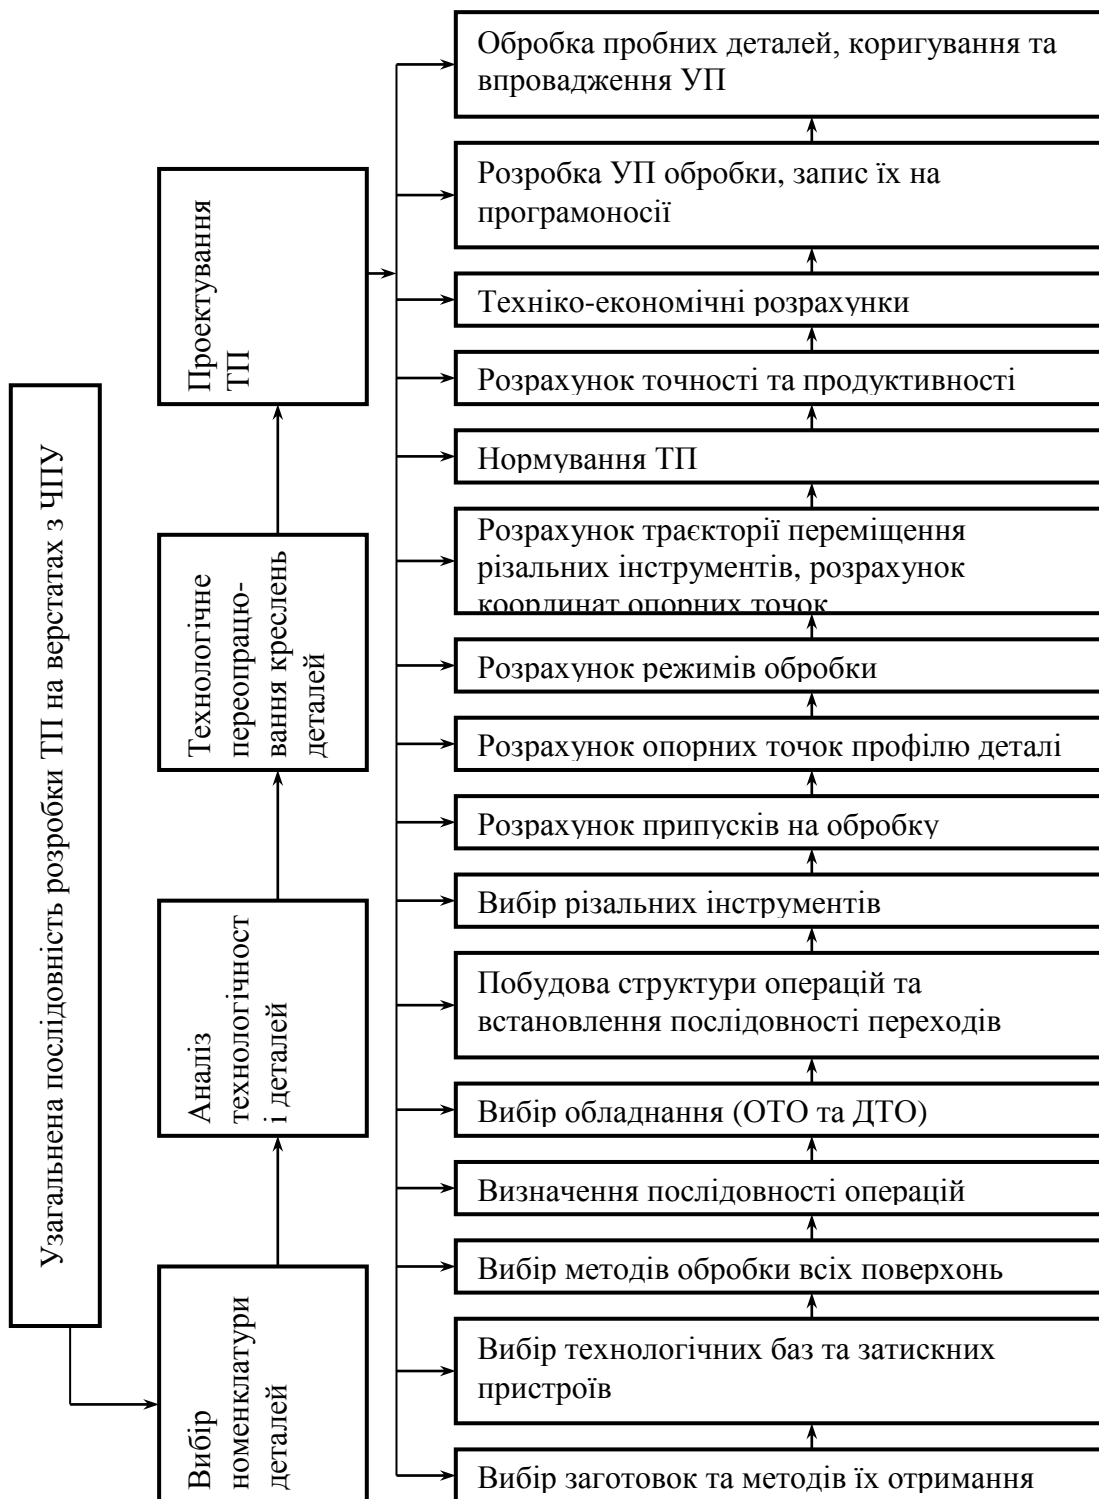 Узагальнена послідовність розробки ТП на верстатах з ЧПУ
Вибір
номенклатури
деталей
Аналіз
технологічност
і деталей
Технологічне
переопрацю-
вання креслень
деталей
Проектування
ТП
Обробка пробних деталей, коригування та
впровадження УП
Розробка УП обробки, запис їх на
програмоносії
Техніко-економічні розрахунки
Розрахунок точності та продуктивності
Нормування ТП
Розрахунок траєкторії переміщення
різальних інструментів, розрахунок
координат опорних точок
Розрахунок режимів обробки
Розрахунок опорних точок профілю деталі
Розрахунок припусків на обробку
Вибір різальних інструментів
Побудова структури операцій та
встановлення послідовності переходів
Вибір обладнання (ОТО та ДТО)
Визначення послідовності операцій
Вибір методів обробки всіх поверхонь
Вибір технологічних баз та затискних
пристроїв
Вибір заготовок та методів їх отримання